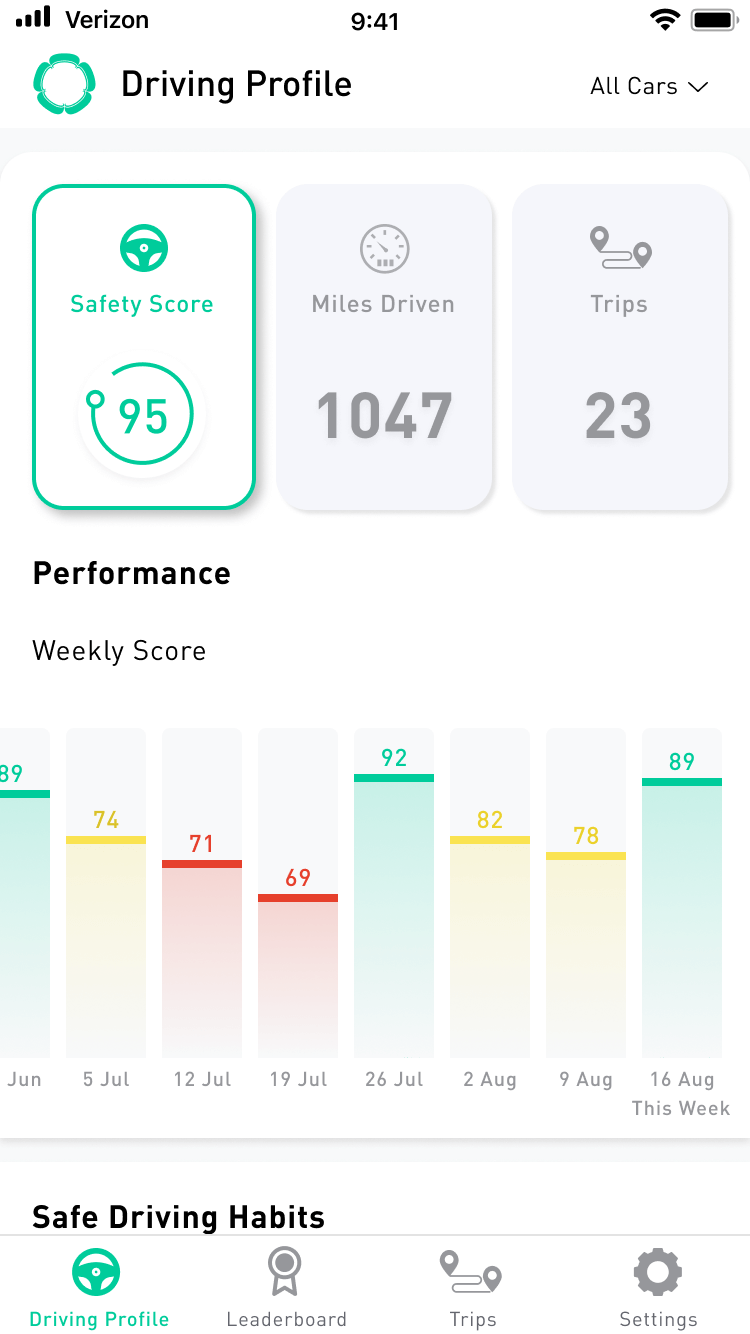 Verizon 9:41
Driving Profile All Cars
Safety Score Miles Driven Trips
95 1047 23
Performance
Weekly Score
89 74 71 69 92 82 78 89
Jun 5 Jul 12 Jul 19 Jul 26 Jul 2 Aug 9 Aug 16 Aug
This Week
Safe Driving Habits
Driving Profile Leaderboard Trips Settings